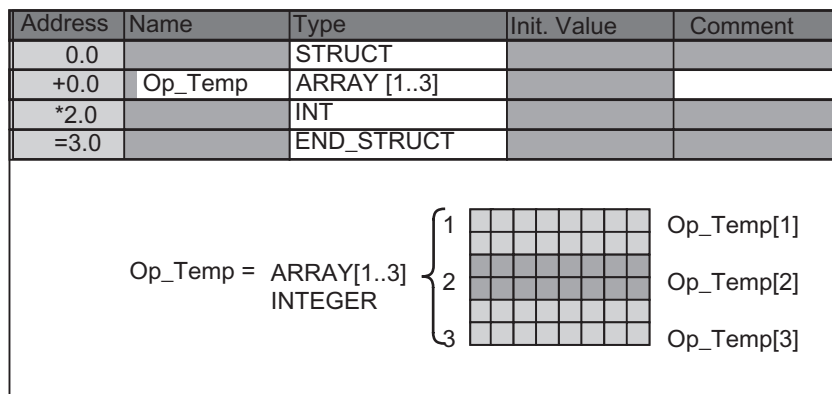 Address Name Type Init. Value Comment
0.0 STRUCT
+0.0 Op_Temp ARRAY [1..3]
*2.0 INT
=3.0 END_STRUCT
1 Op_Temp[1]
Op_Temp = ARRAY[1..3] 2 Op_Temp[2]
INTEGER
3 Op_Temp[3]